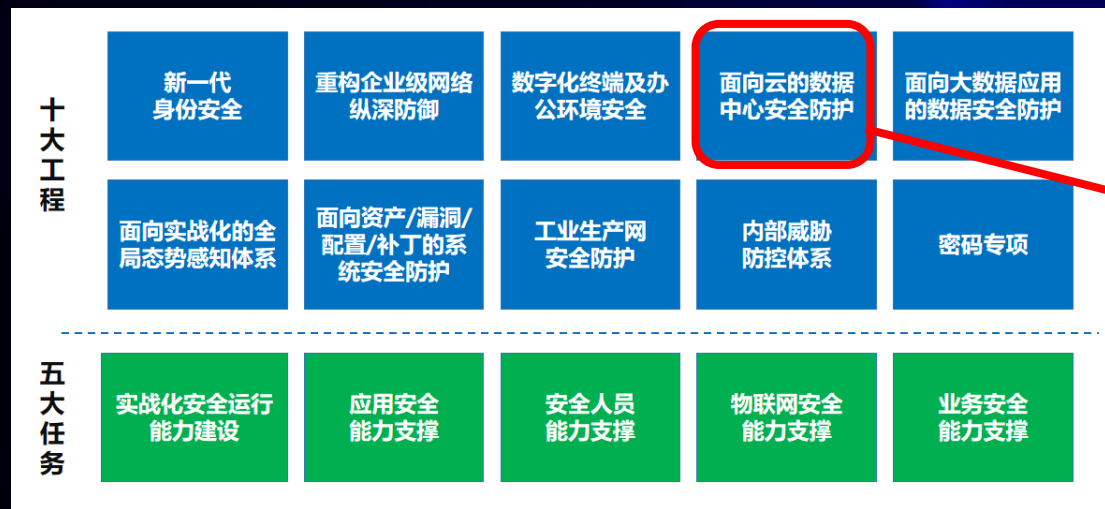 十大工程
新一代
身份安全
重构企业级网络
纵深防御
数字化终端及办
公环境安全
面向云的数据
中心安全防护
面向大数据应用
的数据安全防护
面向实战化的全
局态势感知体系
面向资产/漏洞/
配置/补丁的系
统安全防护
工业生产网
安全防护
内部威胁
防控体系
密码专项
五大任务
实战化安全运行
能力建设
应用安全
能力支撑
安全人员
能力支撑
物联网安全
能力支撑
业务安全
能力支撑